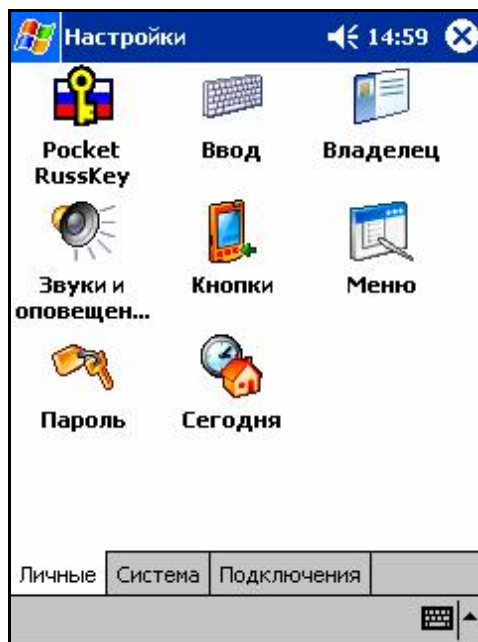 Настройки 14:59
Pocket RussKey
Ввод
Владелец
Звуки и оповещен...
Кнопки
Меню
Пароль
Сегодня
Личные Система Подключения